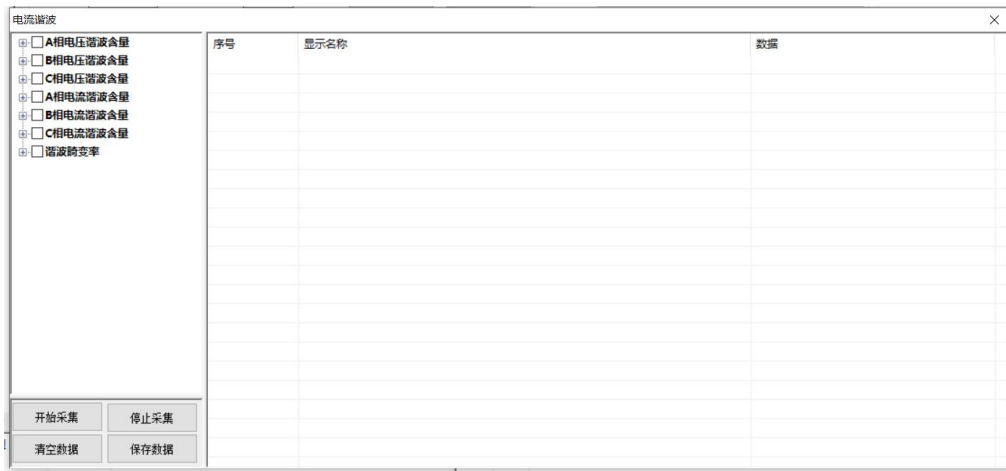 电流谐波
A相电压谐波含量
B相电压谐波含量
C相电压谐波含量
A相电流谐波含量
B相电流谐波含量
C相电流谐波含量
谐波畸变率
序号 显示名称 数据
开始采集 停止采集
清空数据 保存数据